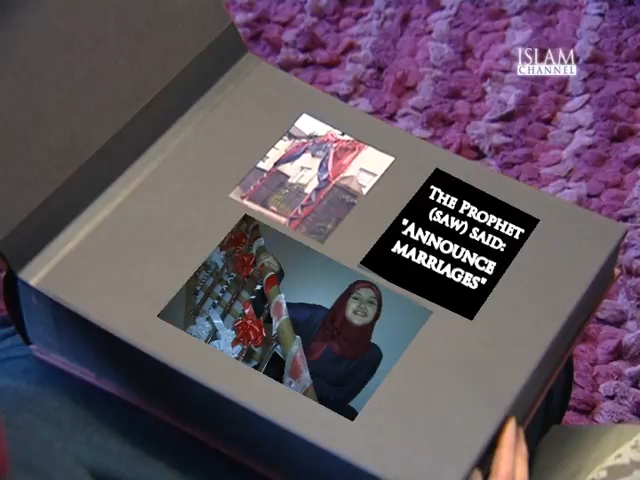 ISLAM
CHANNEL
THE PROPHET
(SAW) SAID:
"ANNOUNCE
MARRIAGES"